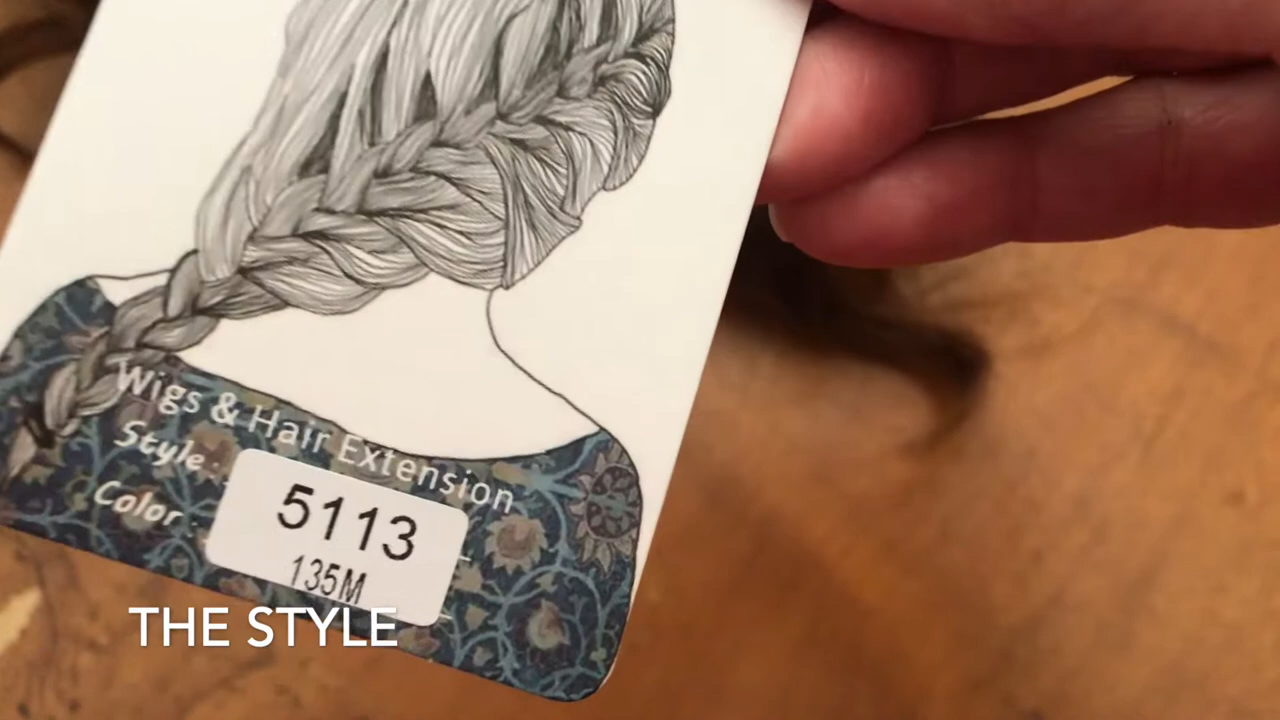 Wigs & Hair Extension
Style:
Color:
5113
135M
THE STYLE